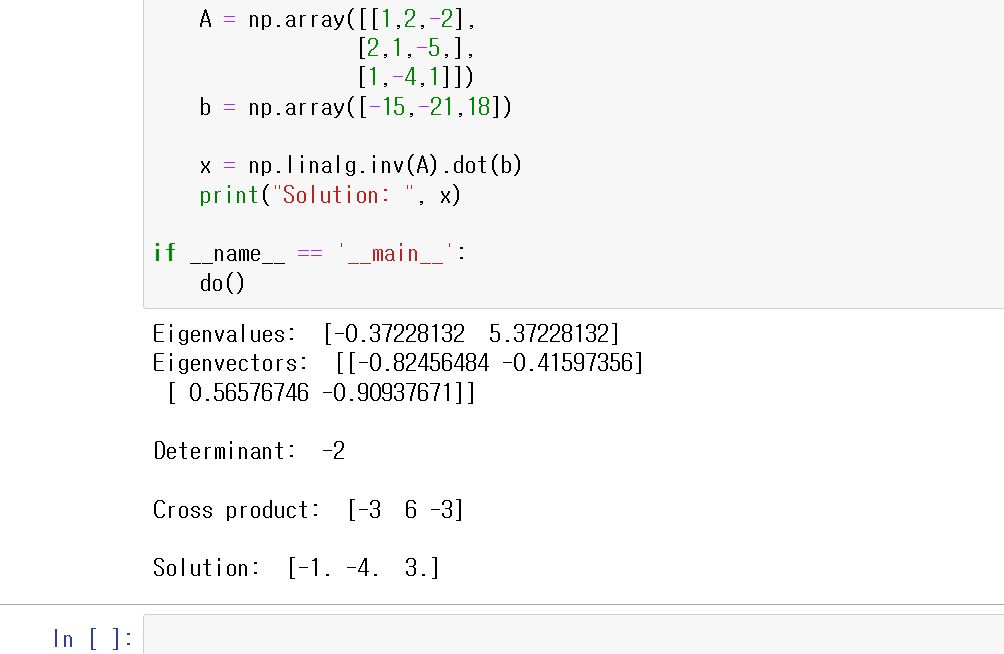 A = np.array([[1,2,-2],
[2,1,-5,],
[1,-4,1]])
b = np.array([-15,-21,18])
x = np.linalg.inv(A).dot(b)
print("Solution: ", x)
if __name__ == '__main__':
do()
Eigenvalues:  [-0.37228132  5.37228132]
Eigenvectors:  [[-0.82456484 -0.41597356]
[ 0.56576746 -0.90937671]]
Determinant:  -2
Cross product:  [-3  6 -3]
Solution:  [-1. -4.  3.]
In [ ]: